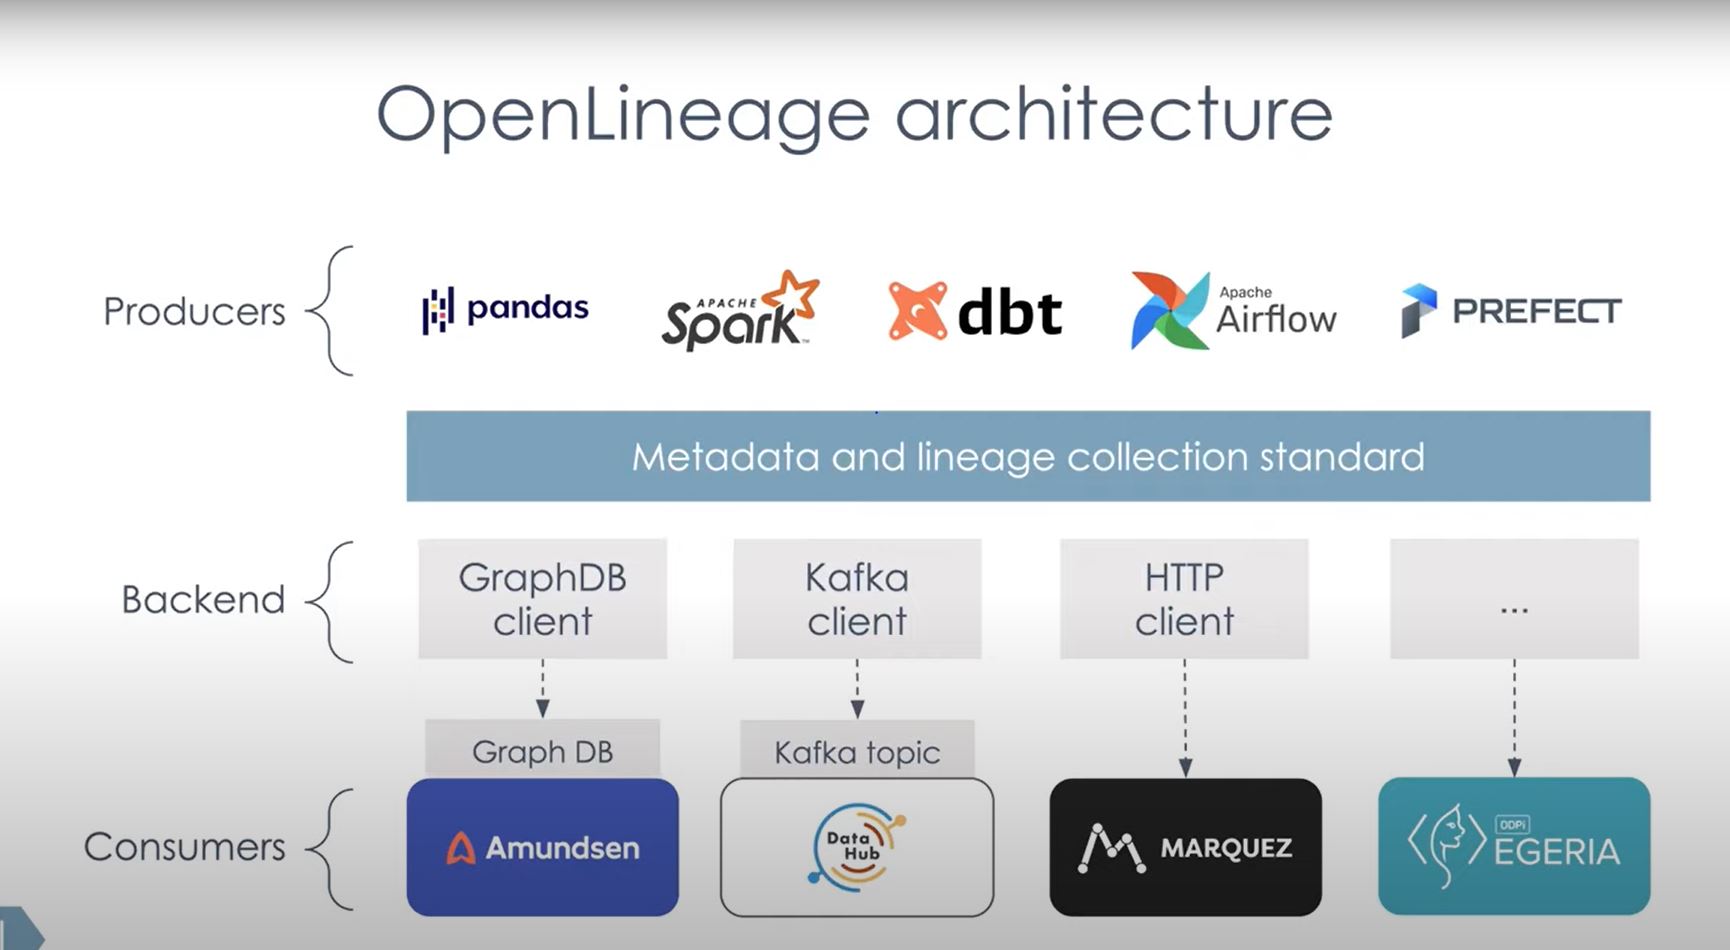 OpenLineage architecture
Producers
pandas
APACHE
Spark™
dbt
Apache
Airflow
PREFECT
Metadata and lineage collection standard
Backend
GraphDB
client
Kafka
client
HTTP
client
...
Graph DB
Kafka topic
Consumers
Amundsen
Data
Hub
MARQUEZ
ODPi
EGERIA